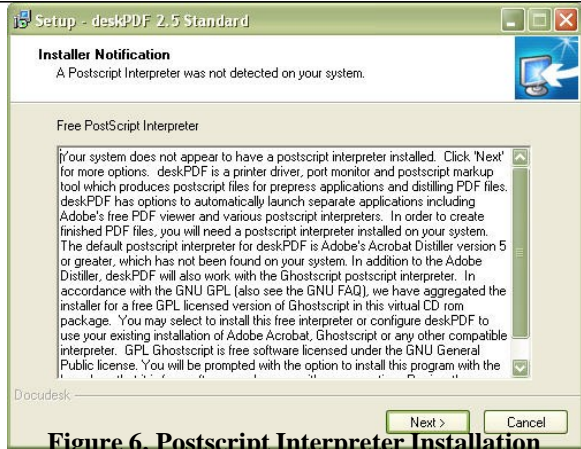 Setup - deskPDF 2.5 Standard
Installer Notification
A Postscript Interpreter was not detected on your system.
Free PostScript Interpreter
Your system does not appear to have a postscript interpreter installed. Click 'Next'
for more options. deskPDF is a printer driver, port monitor and postscript markup
tool which produces postscript files for prepress applications and distilling PDF files.
deskPDF has options to automatically launch separate applications including
Adobe's free PDF viewer and various postscript interpreters. In order to create
finished PDF files, you will need a postscript interpreter installed on your system.
The default postscript interpreter for deskPDF is Adobe's Acrobat Distiller version 5
or greater, which has not been found on your system. In addition to the Adobe
Distiller, deskPDF will also work with the Ghostscript postscript interpreter. In
accordance with the GNU GPL (also see the GNU FAQ), we have aggregated the
installer for a free GPL licensed version of Ghostscript in this virtual CD rom
package. You may select to install this free interpreter or configure deskPDF to
use your existing installation of Adobe Acrobat, Ghostscript or any other compatible
interpreter. GPL Ghostscript is free software licensed under the GNU General
Public license. You will be prompted with the option to install this program with the
Docudesk
Next >
Cancel
Figure 6. Postscript Interpreter Installation